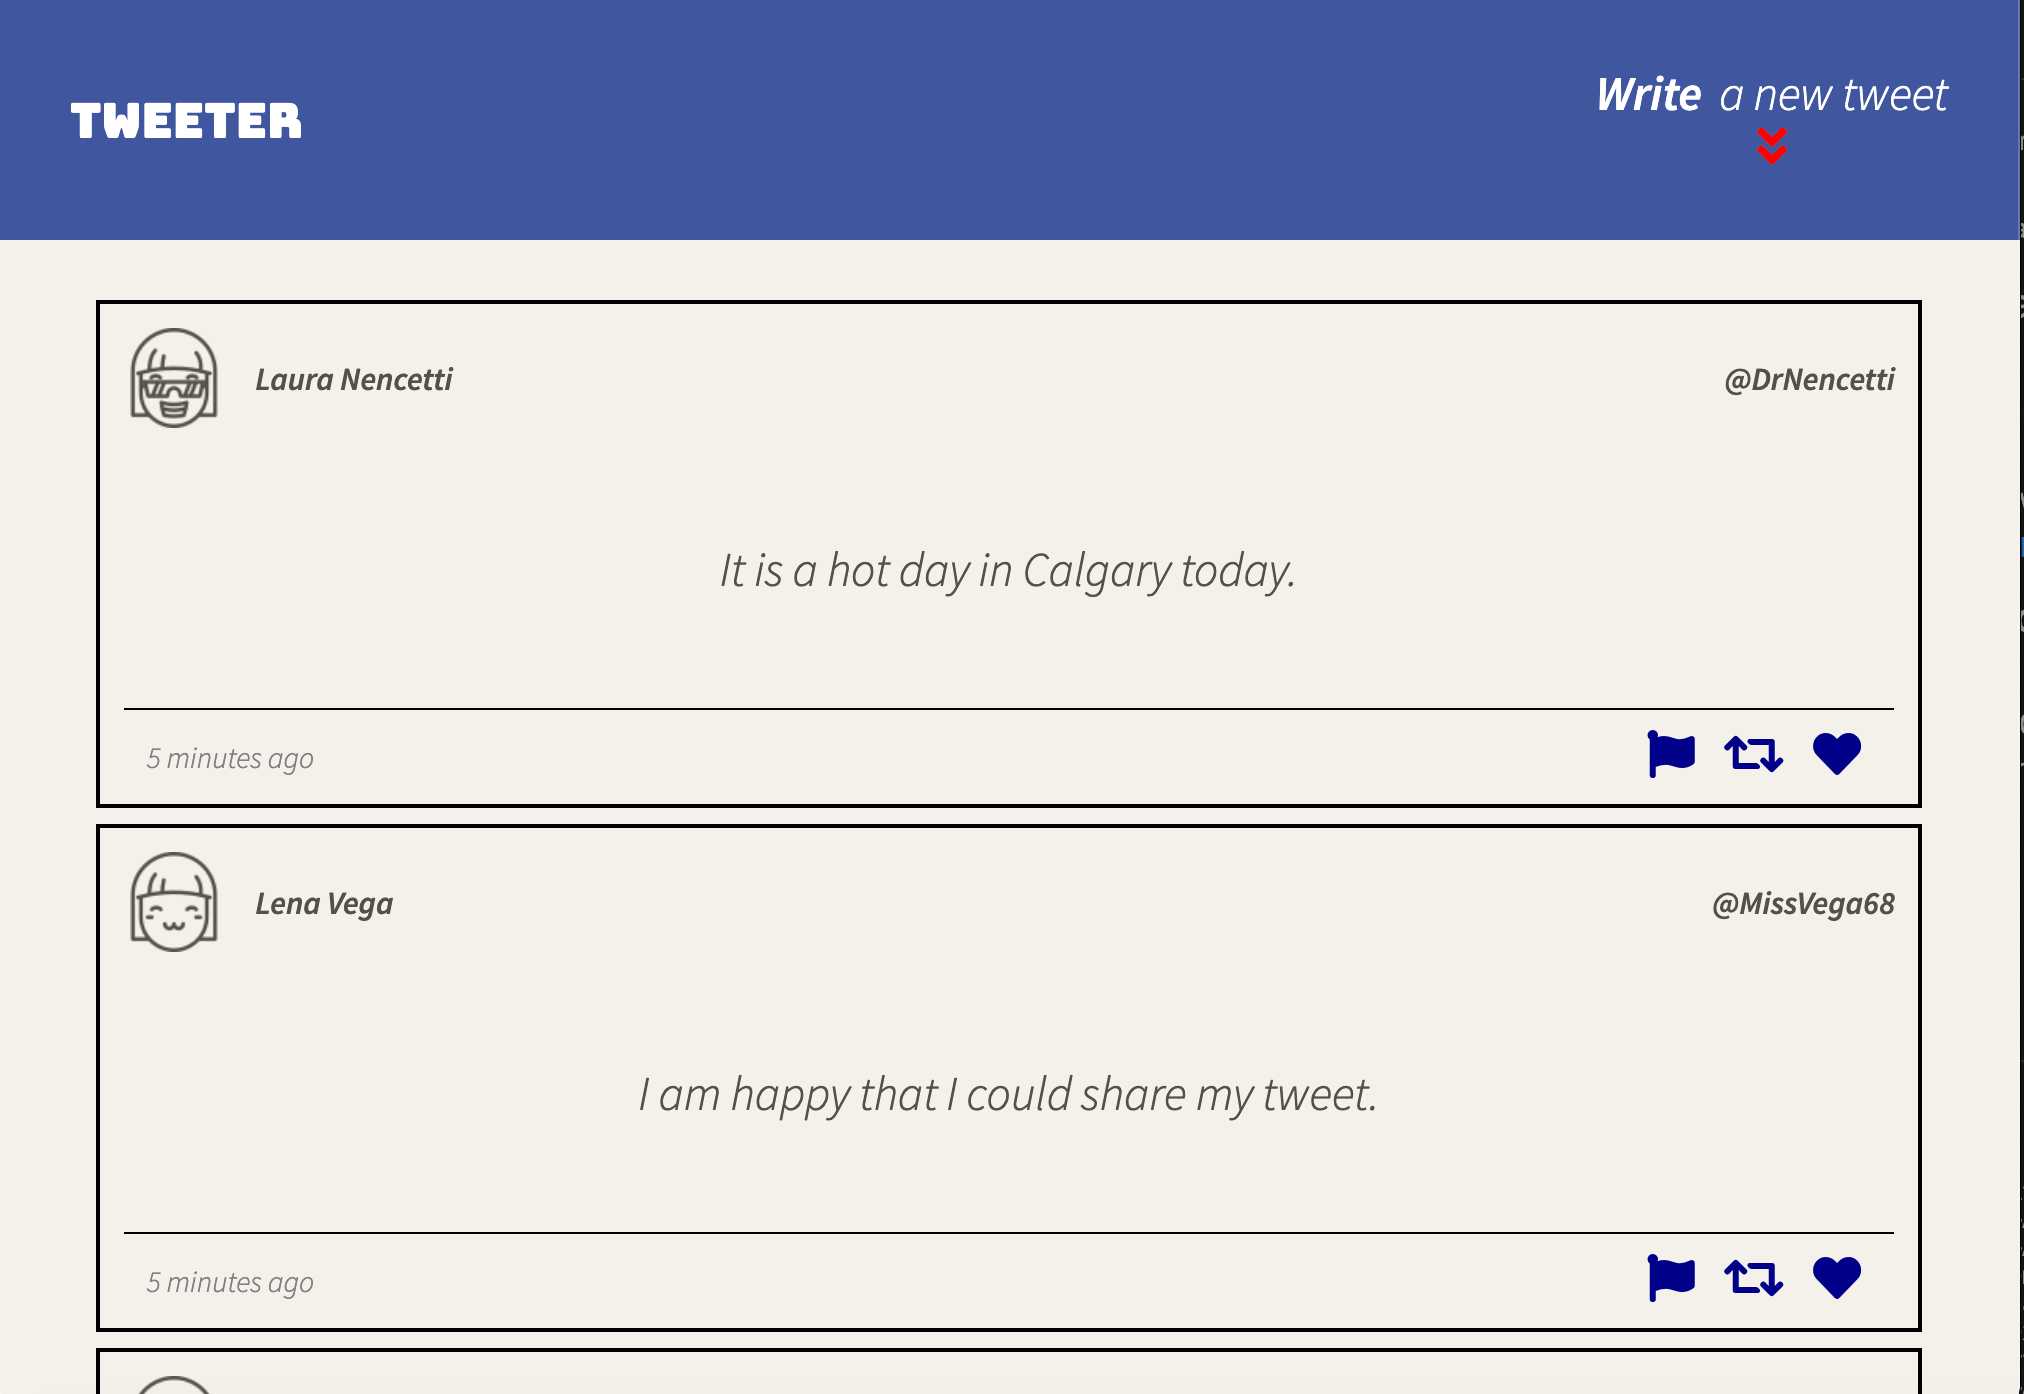 TWEETER
Write a new tweet
Laura Nencetti
@DrNencetti
It is a hot day in Calgary today.
5 minutes ago
Lena Vega
@MissVega68
I am happy that I could share my tweet.
5 minutes ago